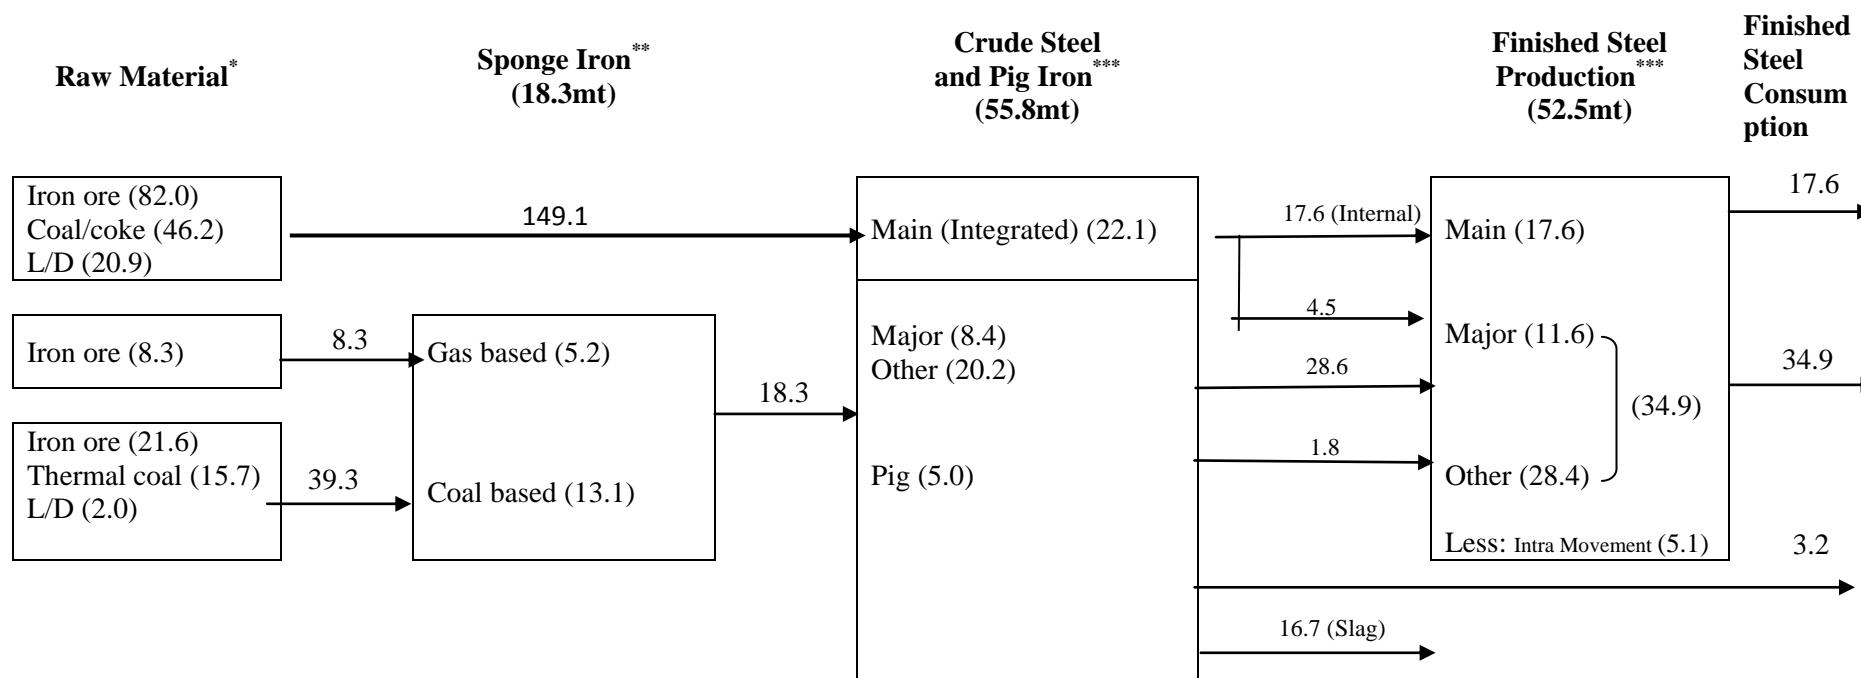 Raw Material*
Sponge Iron**
(18.3mt)
Crude Steel
and Pig Iron***
(55.8mt)
Finished Steel
Production***
(52.5mt)
Finished
Steel
Consum
ption
Iron ore (82.0)
Coal/coke (46.2)
L/D (20.9)
149.1
Main (Integrated) (22.1)
17.6 (Internal)
Main (17.6)
17.6
4.5
Iron ore (8.3)
8.3
Gas based (5.2)
18.3
Major (8.4)
Other (20.2)
28.6
Major (11.6)
(34.9)
34.9
Iron ore (21.6)
Thermal coal (15.7)
L/D (2.0)
39.3
Coal based (13.1)
Pig (5.0)
1.8
Other (28.4)
Less: Intra Movement (5.1)
3.2
16.7 (Slag)